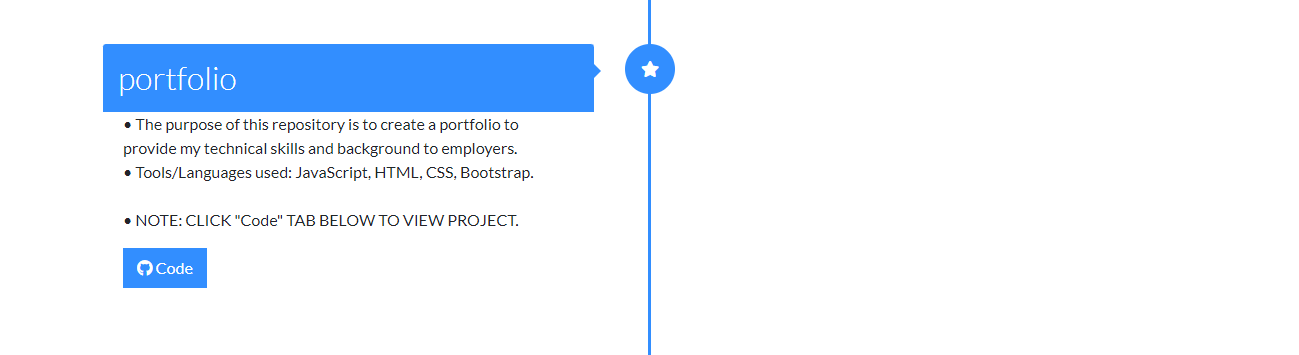 portfolio
● The purpose of this repository is to create a portfolio to
provide my technical skills and background to employers.
● Tools/Languages used: JavaScript, HTML, CSS, Bootstrap.
● NOTE: CLICK "Code" TAB BELOW TO VIEW PROJECT.
Code